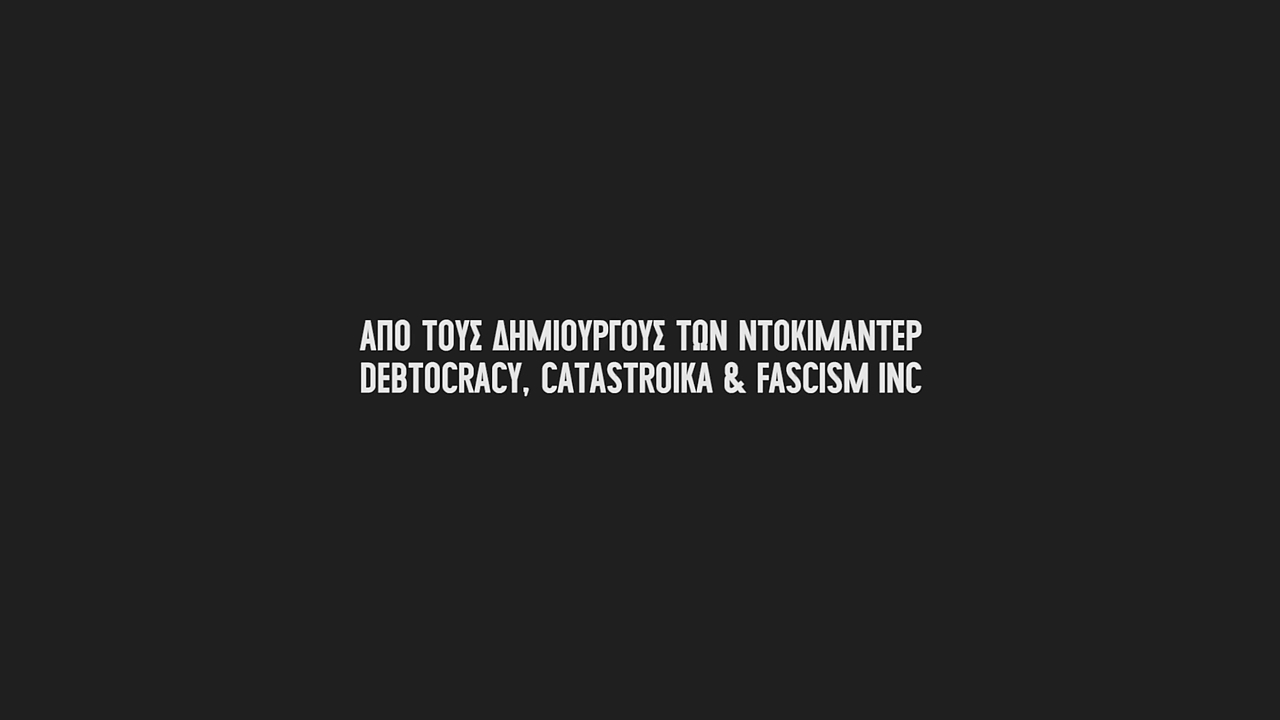 ΑΠΟ ΤΟΥΣ ΔΗΜΙΟΥΡΓΟΥΣ ΤΩΝ ΝΤΟΚΙΜΑΝΤΕΡ
DEBTOCRACY, CATASTROIKA & FASCISM INC